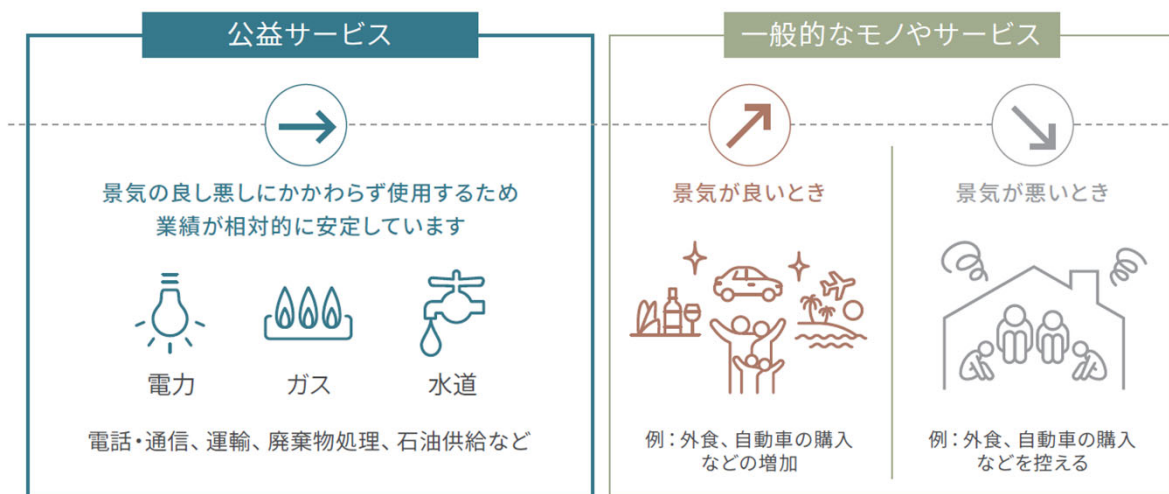 公益サービス
景気の良し悪しにかかわらず使用するため
業績が相対的に安定しています
電力
ガス
水道
電話・通信、運輸、廃棄物処理、石油供給など
一般的なモノやサービス
景気が良いとき
例：外食、自動車の購入
などの増加
景気が悪いとき
例：外食、自動車の購入
などを控える